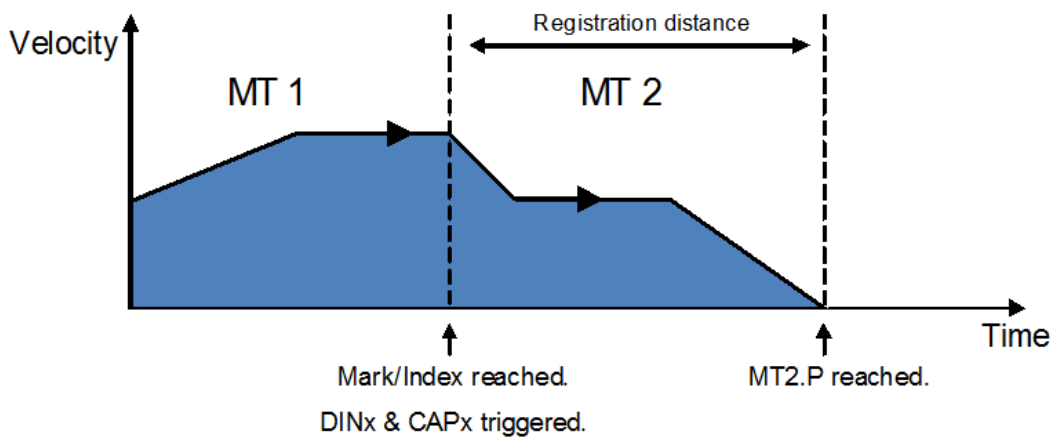 Registration distance
Velocity
MT 1
MT 2
Time
Mark/Index reached.
MT2.P reached.
DINx & CAPx triggered.